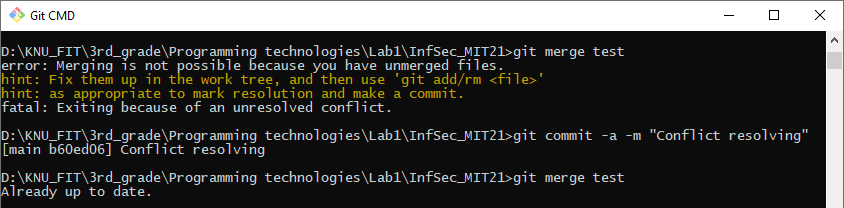 Git CMD
D:\KNU_FIT\3rd_grade\Programming technologies\Lab1\InfSec_MIT21>git merge test
error: Merging is not possible because you have unmerged files.
hint: Fix them up in the work tree, and then use 'git add/rm <file>'
hint: as appropriate to mark resolution and make a commit.
fatal: Exiting because of an unresolved conflict.
D:\KNU_FIT\3rd_grade\Programming technologies\Lab1\InfSec_MIT21>git commit -a -m "Conflict resolving"
[main b60ed06] Conflict resolving
D:\KNU_FIT\3rd_grade\Programming technologies\Lab1\InfSec_MIT21>git merge test
Already up to date.